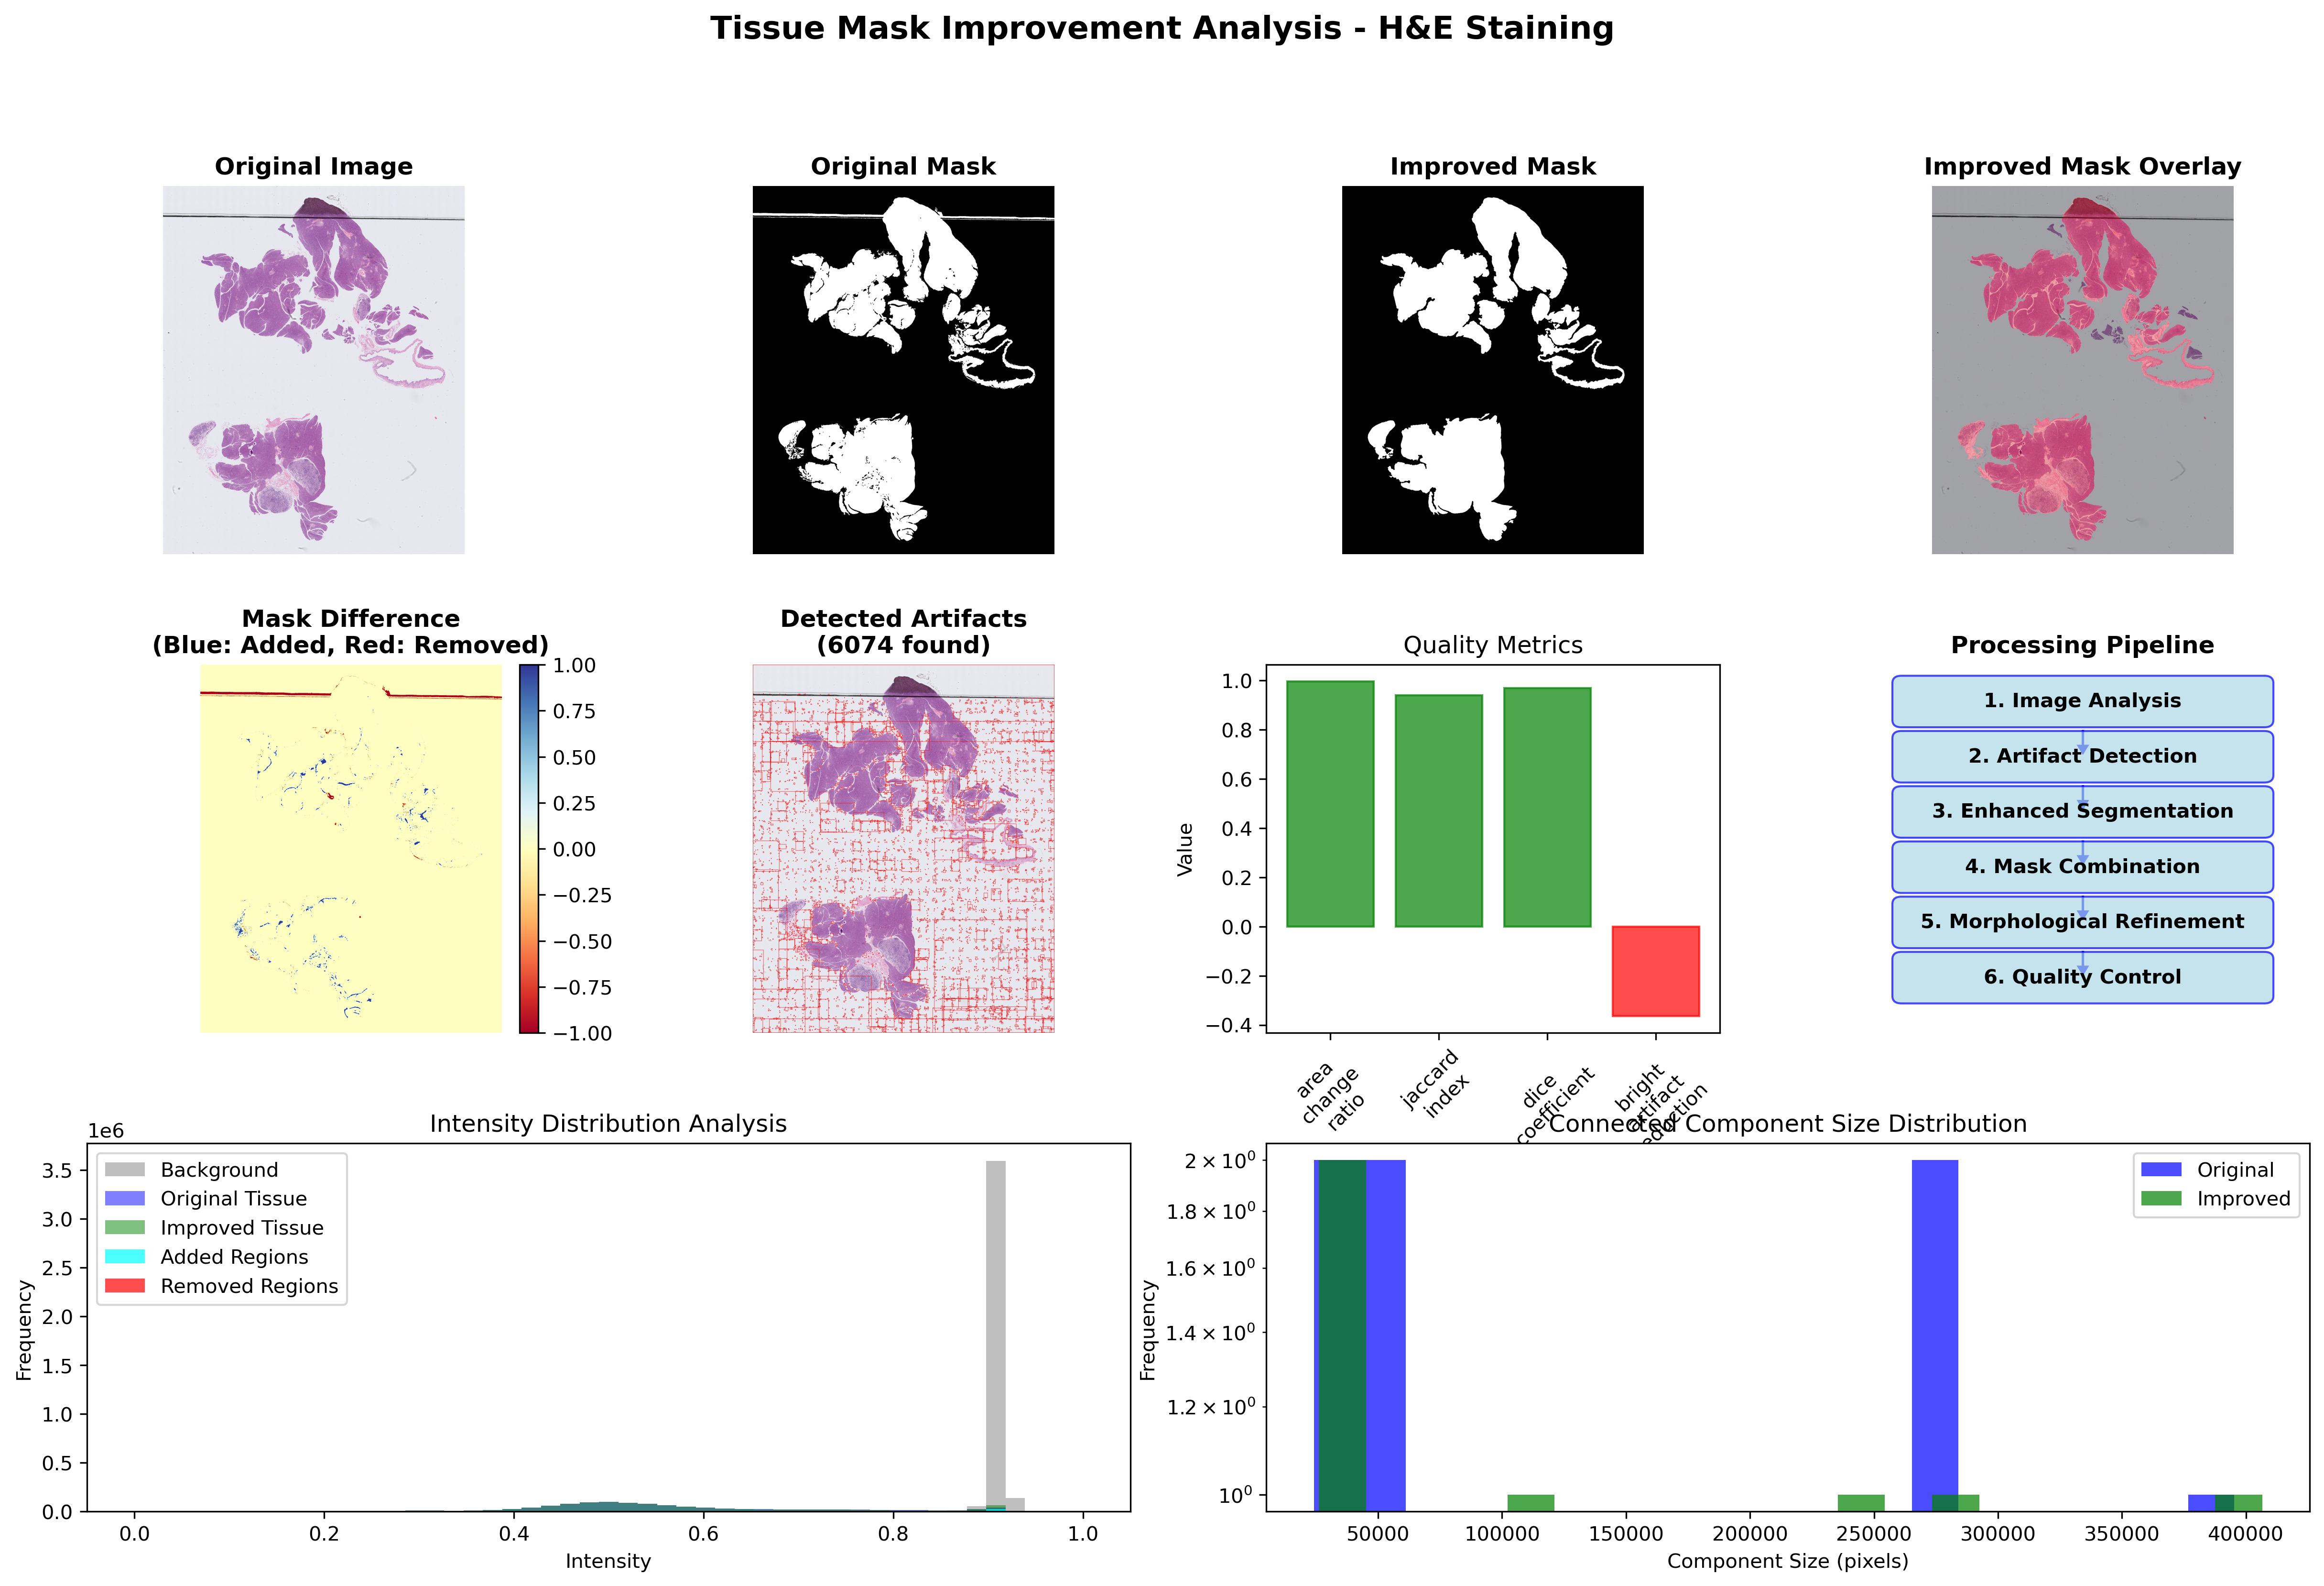 Tissue Mask Improvement Analysis - H&E Staining
Original Image
Original Mask
Improved Mask
Improved Mask Overlay
Mask Difference
(Blue: Added, Red: Removed)
1.00
0.75
0.50
0.25
0.00
−0.25
−0.50
−0.75
−1.00
Detected Artifacts
(6074 found)
Quality Metrics
Value
1.0
0.8
0.6
0.4
0.2
0.0
−0.2
−0.4
area
change
ratio
jaccard
index
dice
coefficient
bright
artifact
Processing Pipeline
1. Image Analysis
2. Artifact Detection
3. Enhanced Segmentation
4. Mask Combination
5. Morphological Refinement
6. Quality Control
Intensity Distribution Analysis
1e6
Frequency
3.5
3.0
2.5
2.0
1.5
1.0
0.5
0.0
Background
Original Tissue
Improved Tissue
Added Regions
Removed Regions
0.0 0.2 0.4 0.6 0.8 1.0
Intensity
Connected Component Size Distribution
Frequency
2 × 10⁰
1.8 × 10⁰
1.6 × 10⁰
1.4 × 10⁰
1.2 × 10⁰
10⁰
Original
Improved
50000 100000 150000 200000 250000 300000 350000 400000
Component Size (pixels)